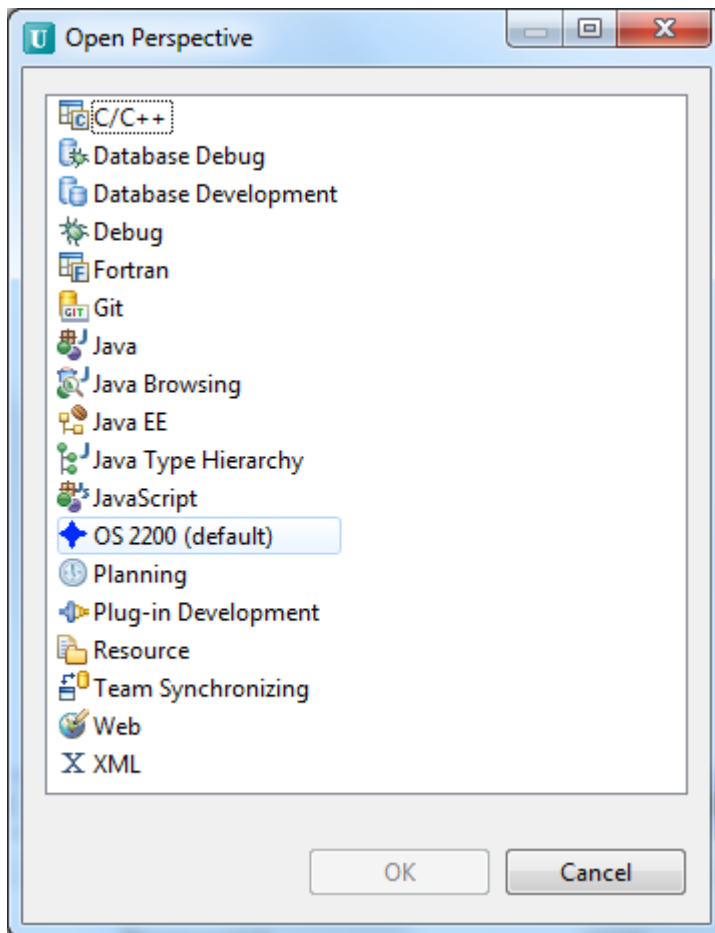 U Open Perspective
C/C++
Database Debug
Database Development
Debug
Fortran
GIT Git
Java
Java Browsing
Java EE
Java Type Hierarchy
JavaScript
OS 2200 (default)
Planning
Plug-in Development
Resource
Team Synchronizing
Web
X XML
OK Cancel